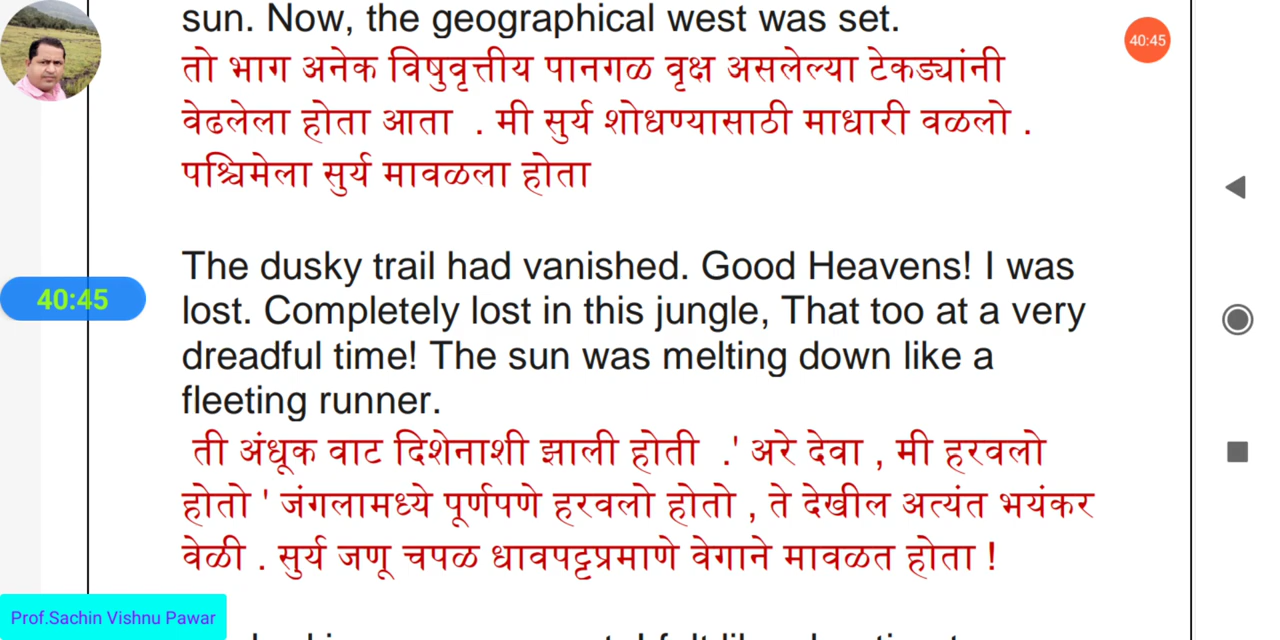 sun. Now, the geographical west was set.
40:45
तो भाग अनेक विषुवृत्तीय पानगळ वृक्ष असलेल्या टेकड्यांनी
वेढलेला होता आता . मी सुर्य शोधण्यासाठी माधारी वळलो .
पश्चिमेला सुर्य मावळला होता
The dusky trail had vanished. Good Heavens! I was
40:45
lost. Completely lost in this jungle, That too at a very
dreadful time! The sun was melting down like a
fleeting runner.
ती अंधूक वाट दिशेनाशी झाली होती .' अरे देवा , मी हरवलो
होतो ' जंगलामध्ये पूर्णपणे हरवलो होतो , ते देखील अत्यंत भयंकर
वेळी . सुर्य जणू चपळ धावपट्टप्रमाणे वेगाने मावळत होता !
Prof.Sachin Vishnu Pawar